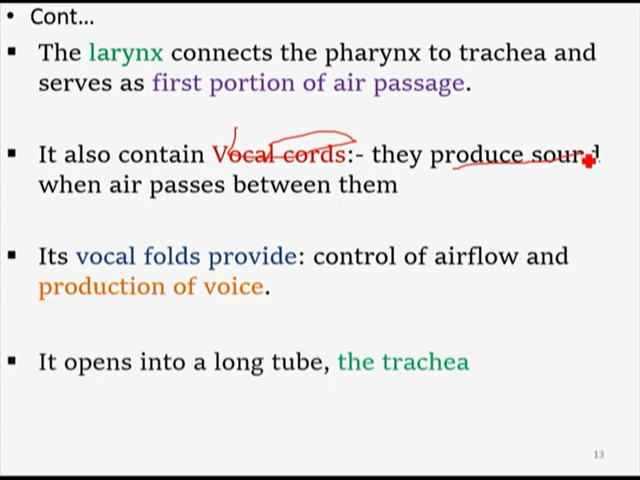 • Cont...
▪ The larynx connects the pharynx to trachea and
serves as first portion of air passage.
▪ It also contain Vocal cords:- they produce sound
when air passes between them
▪ Its vocal folds provide: control of airflow and
production of voice.
▪ It opens into a long tube, the trachea
13